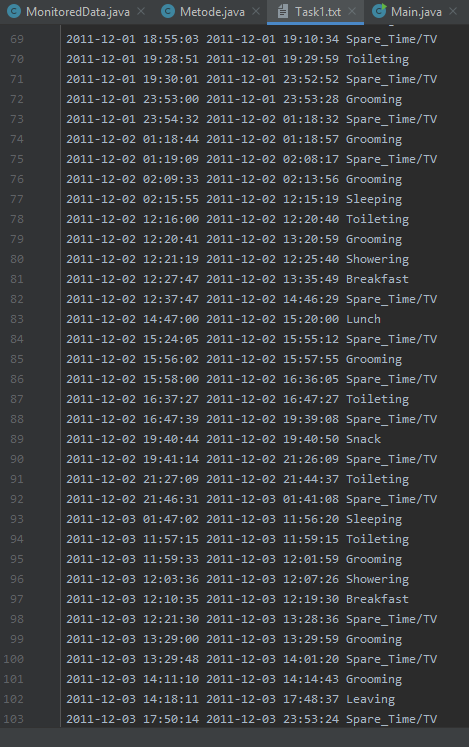 MonitoredData.java Metode.java Task1.txt Main.java
69 2011-12-01 18:55:03 2011-12-01 19:10:34 Spare_Time/TV
70 2011-12-01 19:28:51 2011-12-01 19:29:59 Toileting
71 2011-12-01 19:30:01 2011-12-01 23:52:52 Spare_Time/TV
72 2011-12-01 23:53:00 2011-12-01 23:53:28 Grooming
73 2011-12-01 23:54:32 2011-12-02 01:18:32 Spare_Time/TV
74 2011-12-02 01:18:44 2011-12-02 01:18:57 Grooming
75 2011-12-02 01:19:09 2011-12-02 02:08:17 Spare_Time/TV
76 2011-12-02 02:09:33 2011-12-02 02:13:56 Grooming
77 2011-12-02 02:15:55 2011-12-02 12:15:19 Sleeping
78 2011-12-02 12:16:00 2011-12-02 12:20:40 Toileting
79 2011-12-02 12:20:41 2011-12-02 13:20:59 Grooming
80 2011-12-02 12:21:19 2011-12-02 12:25:40 Showering
81 2011-12-02 12:27:47 2011-12-02 13:35:49 Breakfast
82 2011-12-02 12:37:47 2011-12-02 14:46:29 Spare_Time/TV
83 2011-12-02 14:47:00 2011-12-02 15:20:00 Lunch
84 2011-12-02 15:24:05 2011-12-02 15:55:12 Spare_Time/TV
85 2011-12-02 15:56:02 2011-12-02 15:57:55 Grooming
86 2011-12-02 15:58:00 2011-12-02 16:36:05 Spare_Time/TV
87 2011-12-02 16:37:27 2011-12-02 16:47:27 Toileting
88 2011-12-02 16:47:39 2011-12-02 19:39:08 Spare_Time/TV
89 2011-12-02 19:40:44 2011-12-02 19:40:50 Snack
90 2011-12-02 19:41:14 2011-12-02 21:26:09 Spare_Time/TV
91 2011-12-02 21:27:09 2011-12-02 21:44:37 Toileting
92 2011-12-02 21:46:31 2011-12-03 01:41:08 Spare_Time/TV
93 2011-12-03 01:47:02 2011-12-03 11:56:20 Sleeping
94 2011-12-03 11:57:15 2011-12-03 11:59:15 Toileting
95 2011-12-03 11:59:33 2011-12-03 12:01:59 Grooming
96 2011-12-03 12:03:36 2011-12-03 12:07:26 Showering
97 2011-12-03 12:10:35 2011-12-03 12:19:30 Breakfast
98 2011-12-03 12:21:30 2011-12-03 13:28:36 Spare_Time/TV
99 2011-12-03 13:29:00 2011-12-03 13:29:59 Grooming
100 2011-12-03 13:29:48 2011-12-03 14:01:20 Spare_Time/TV
101 2011-12-03 14:11:10 2011-12-03 14:14:43 Grooming
102 2011-12-03 14:18:11 2011-12-03 17:48:37 Leaving
103 2011-12-03 17:50:14 2011-12-03 23:53:24 Spare_Time/TV